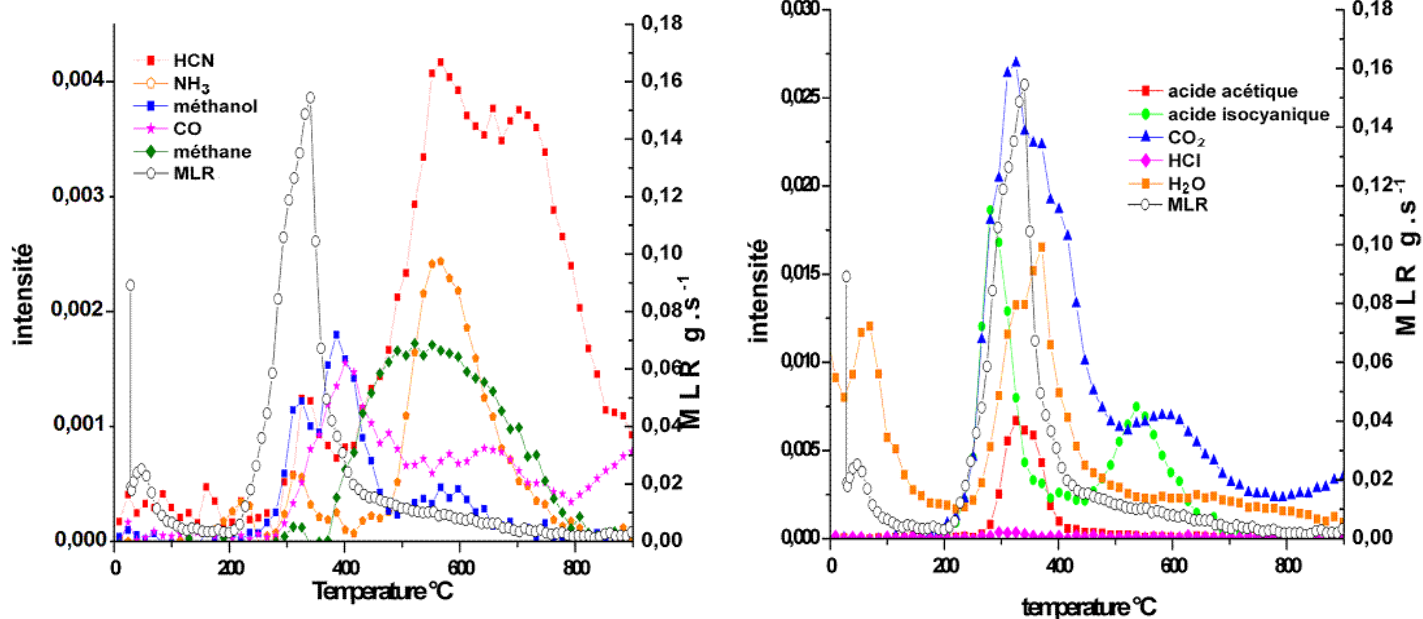 0,004
0,003
0,002
0,001
0,000
intensité
HCN
NH3
méthanol
CO
méthane
MLR
0,18
0,16
0,14
0,12
0,10
0,08
0,06
0,04
0,02
0,00
MLR g.s-1
0 200 400 600 800
Temperature °C
0,030
0,025
0,020
0,015
0,010
0,005
0,000
intensité
acide acétique
acide isocyanique
CO2
HCl
H2O
MLR
0,18
0,16
0,14
0,12
0,10
0,08
0,06
0,04
0,02
0,00
MLR g.s-1
0 200 400 600 800
temperature °C